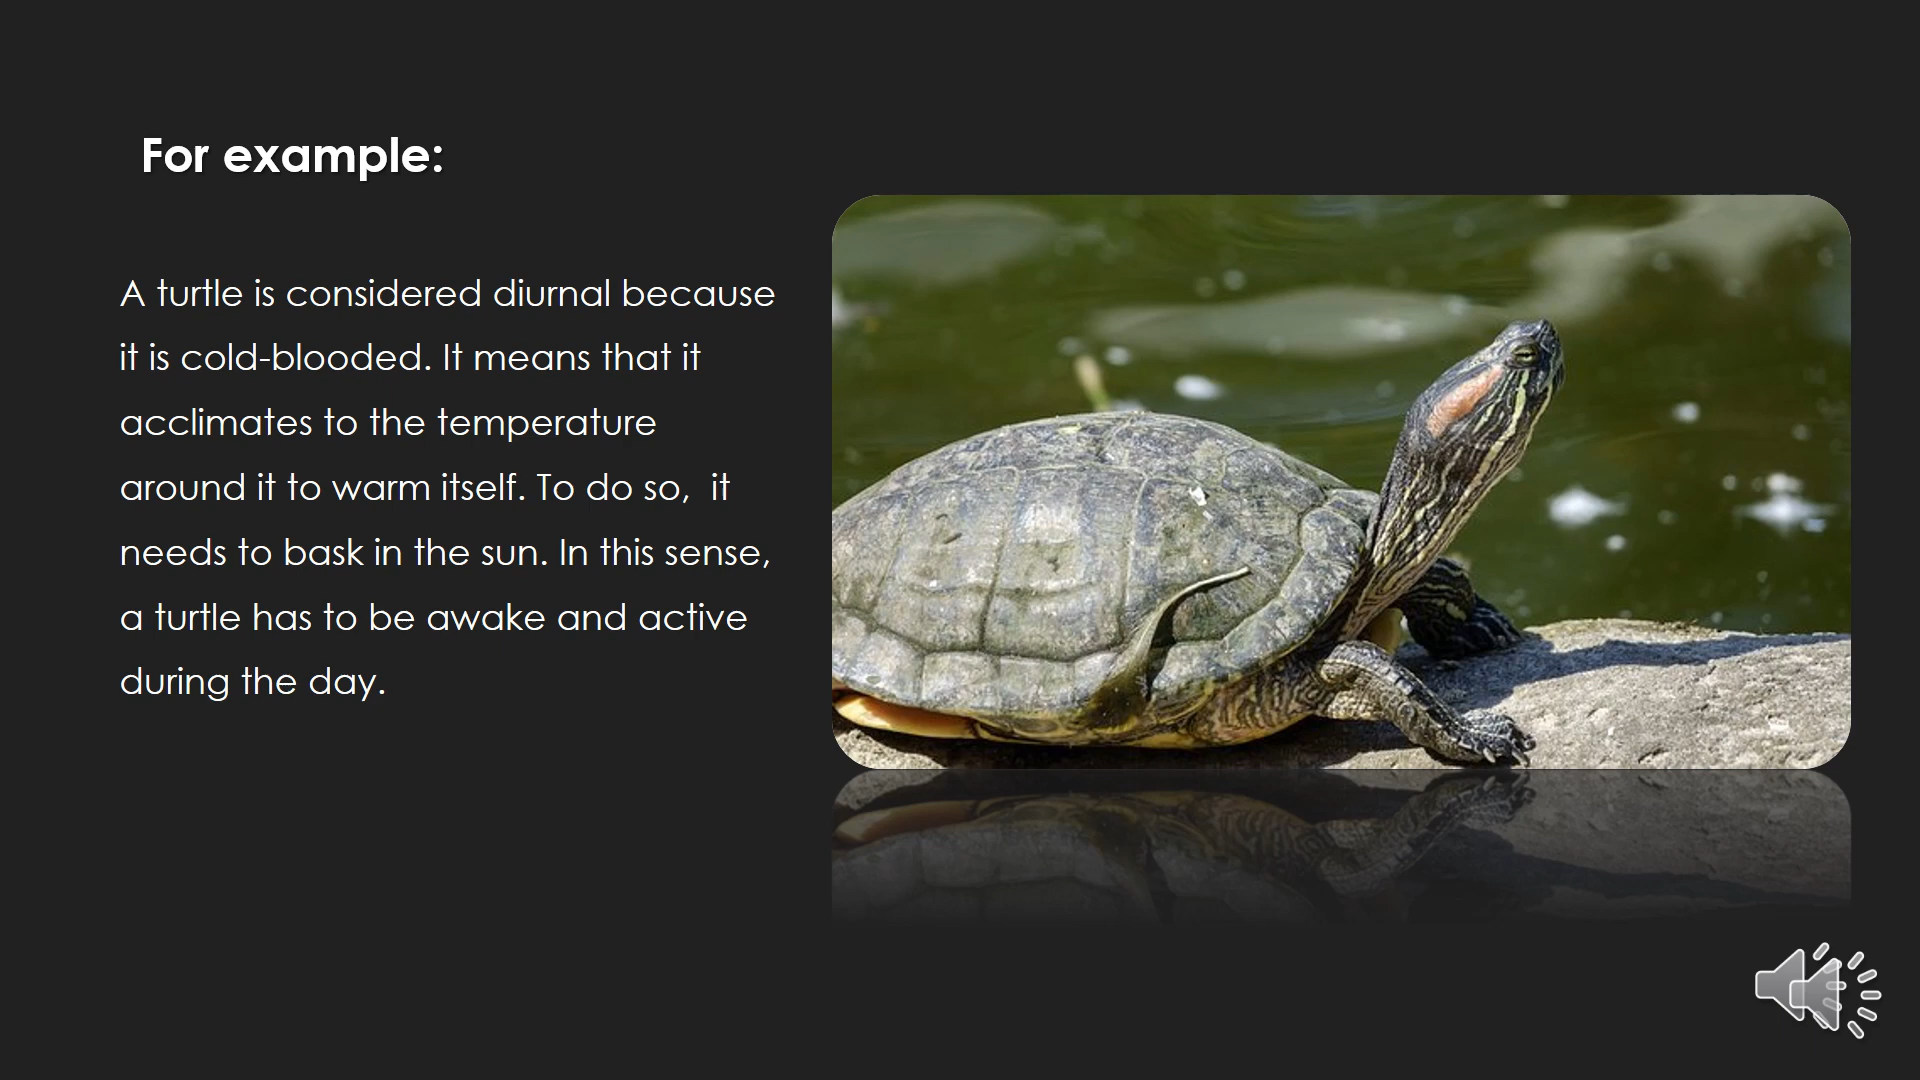 For example:
A turtle is considered diurnal because
it is cold-blooded. It means that it
acclimates to the temperature
around it to warm itself. To do so,  it
needs to bask in the sun. In this sense,
a turtle has to be awake and active
during the day.